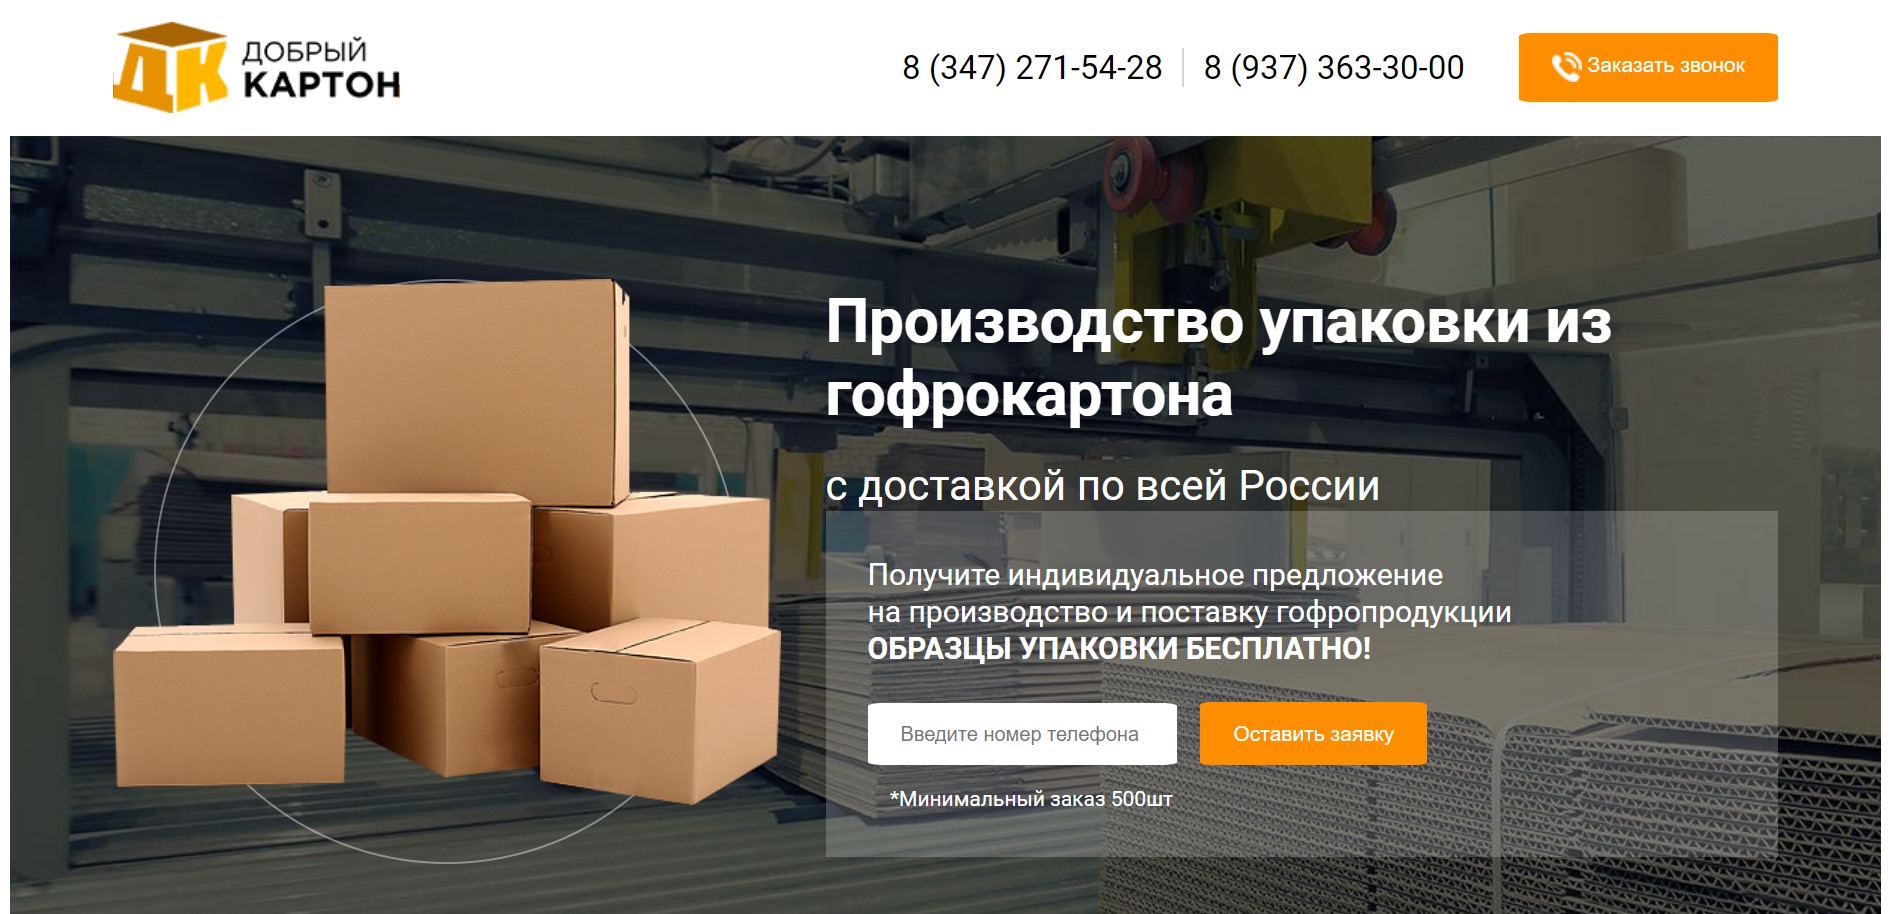 ДК
ДОБРЫЙ
КАРТОН
8 (347) 271-54-28
8 (937) 363-30-00
Заказать звонок
Производство упаковки из
гофрокартона
с доставкой по всей России
Получите индивидуальное предложение
на производство и поставку гофропродукции
ОБРАЗЦЫ УПАКОВКИ БЕСПЛАТНО!
Введите номер телефона
Оставить заявку
*Минимальный заказ 500шт